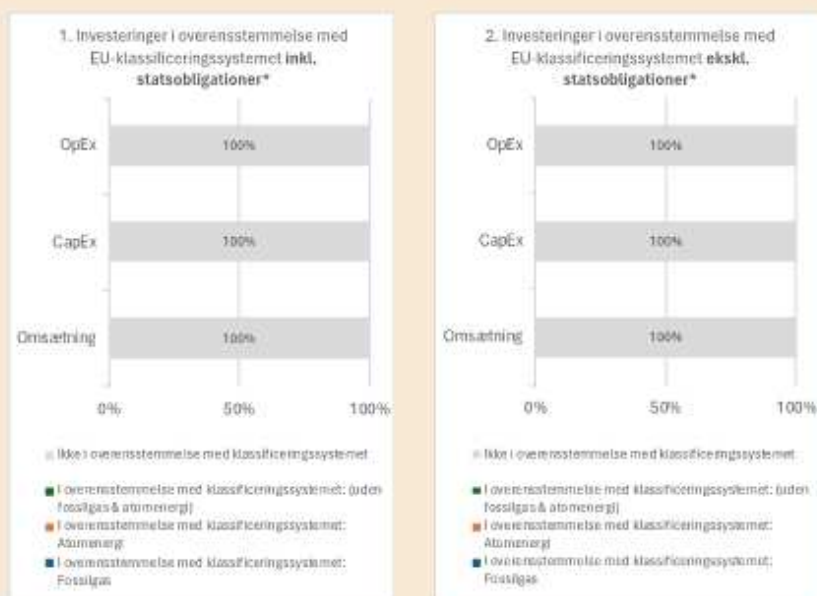 1. Investeringer i overensstemmelse med
EU-klassificeringssystemet inkl.
statsobligationer*
OpEx
100%
CapEx
100%
Omsætning
100%
0% 50% 100%
Ikke i overensstemmelse med klassificeringssystemet
I overensstemmelse med klassificeringssystemet: (uden
fossilgas & atomenergi)
I overensstemmelse med klassificeringssystemet:
Atomenergi
I overensstemmelse med klassificeringssystemet:
Fossilgas
2. Investeringer i overensstemmelse med
EU-klassificeringssystemet ekskl.
statsobligationer*
OpEx
100%
CapEx
100%
Omsætning
100%
0% 50% 100%
Ikke i overensstemmelse med klassificeringssystemet
I overensstemmelse med klassificeringssystemet: (uden
fossilgas & atomenergi)
I overensstemmelse med klassificeringssystemet:
Atomenergi
I overensstemmelse med klassificeringssystemet:
Fossilgas